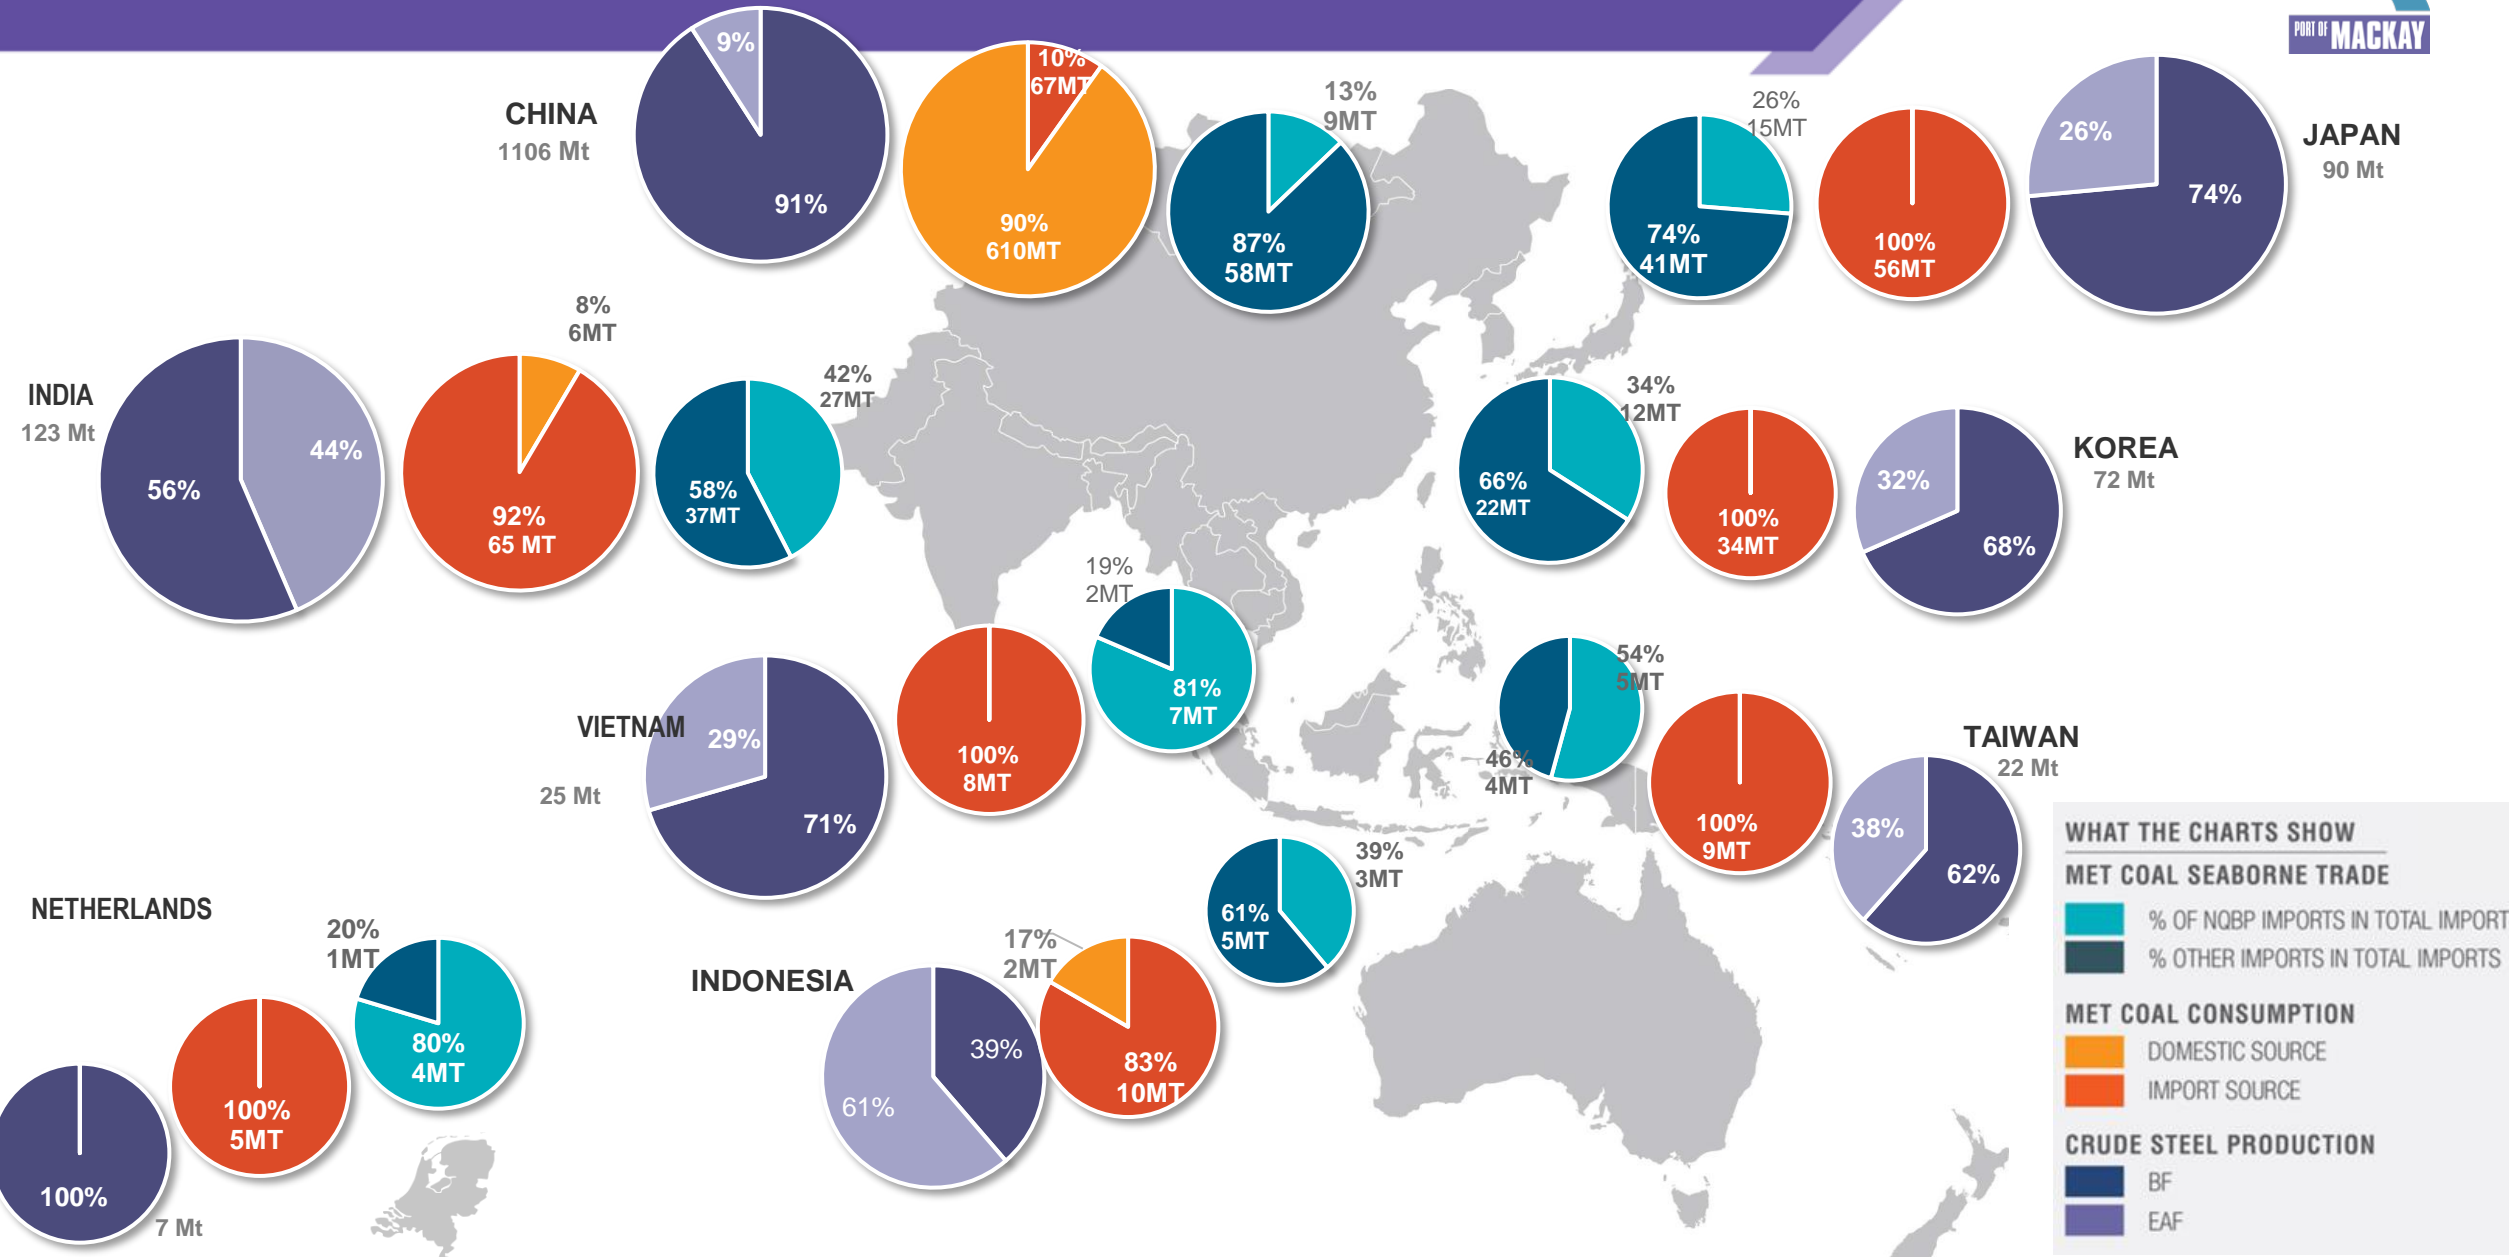 PORT OF MACKAY
CHINA
1106 Mt
9%
91%
10%
67MT
90%
610MT
13%
9MT
87%
58MT
26%
15MT
74%
41MT
100%
56MT
26%
74%
JAPAN
90 Mt
INDIA
123 Mt
56%
44%
8%
6MT
92%
65 MT
42%
27MT
58%
37MT
34%
12MT
66%
22MT
100%
34MT
32%
68%
KOREA
72 Mt
VIETNAM
25 Mt
29%
71%
100%
8MT
19%
2MT
81%
7MT
54%
5MT
46%
4MT
100%
9MT
38%
62%
TAIWAN
22 Mt
NETHERLANDS
100%
7 Mt
100%
5MT
20%
1MT
80%
4MT
INDONESIA
61%
39%
17%
2MT
83%
10MT
39%
3MT
61%
5MT
WHAT THE CHARTS SHOW
MET COAL SEABORNE TRADE
% OF NQBP IMPORTS IN TOTAL IMPORT
% OTHER IMPORTS IN TOTAL IMPORTS
MET COAL CONSUMPTION
DOMESTIC SOURCE
IMPORT SOURCE
CRUDE STEEL PRODUCTION
BF
EAF